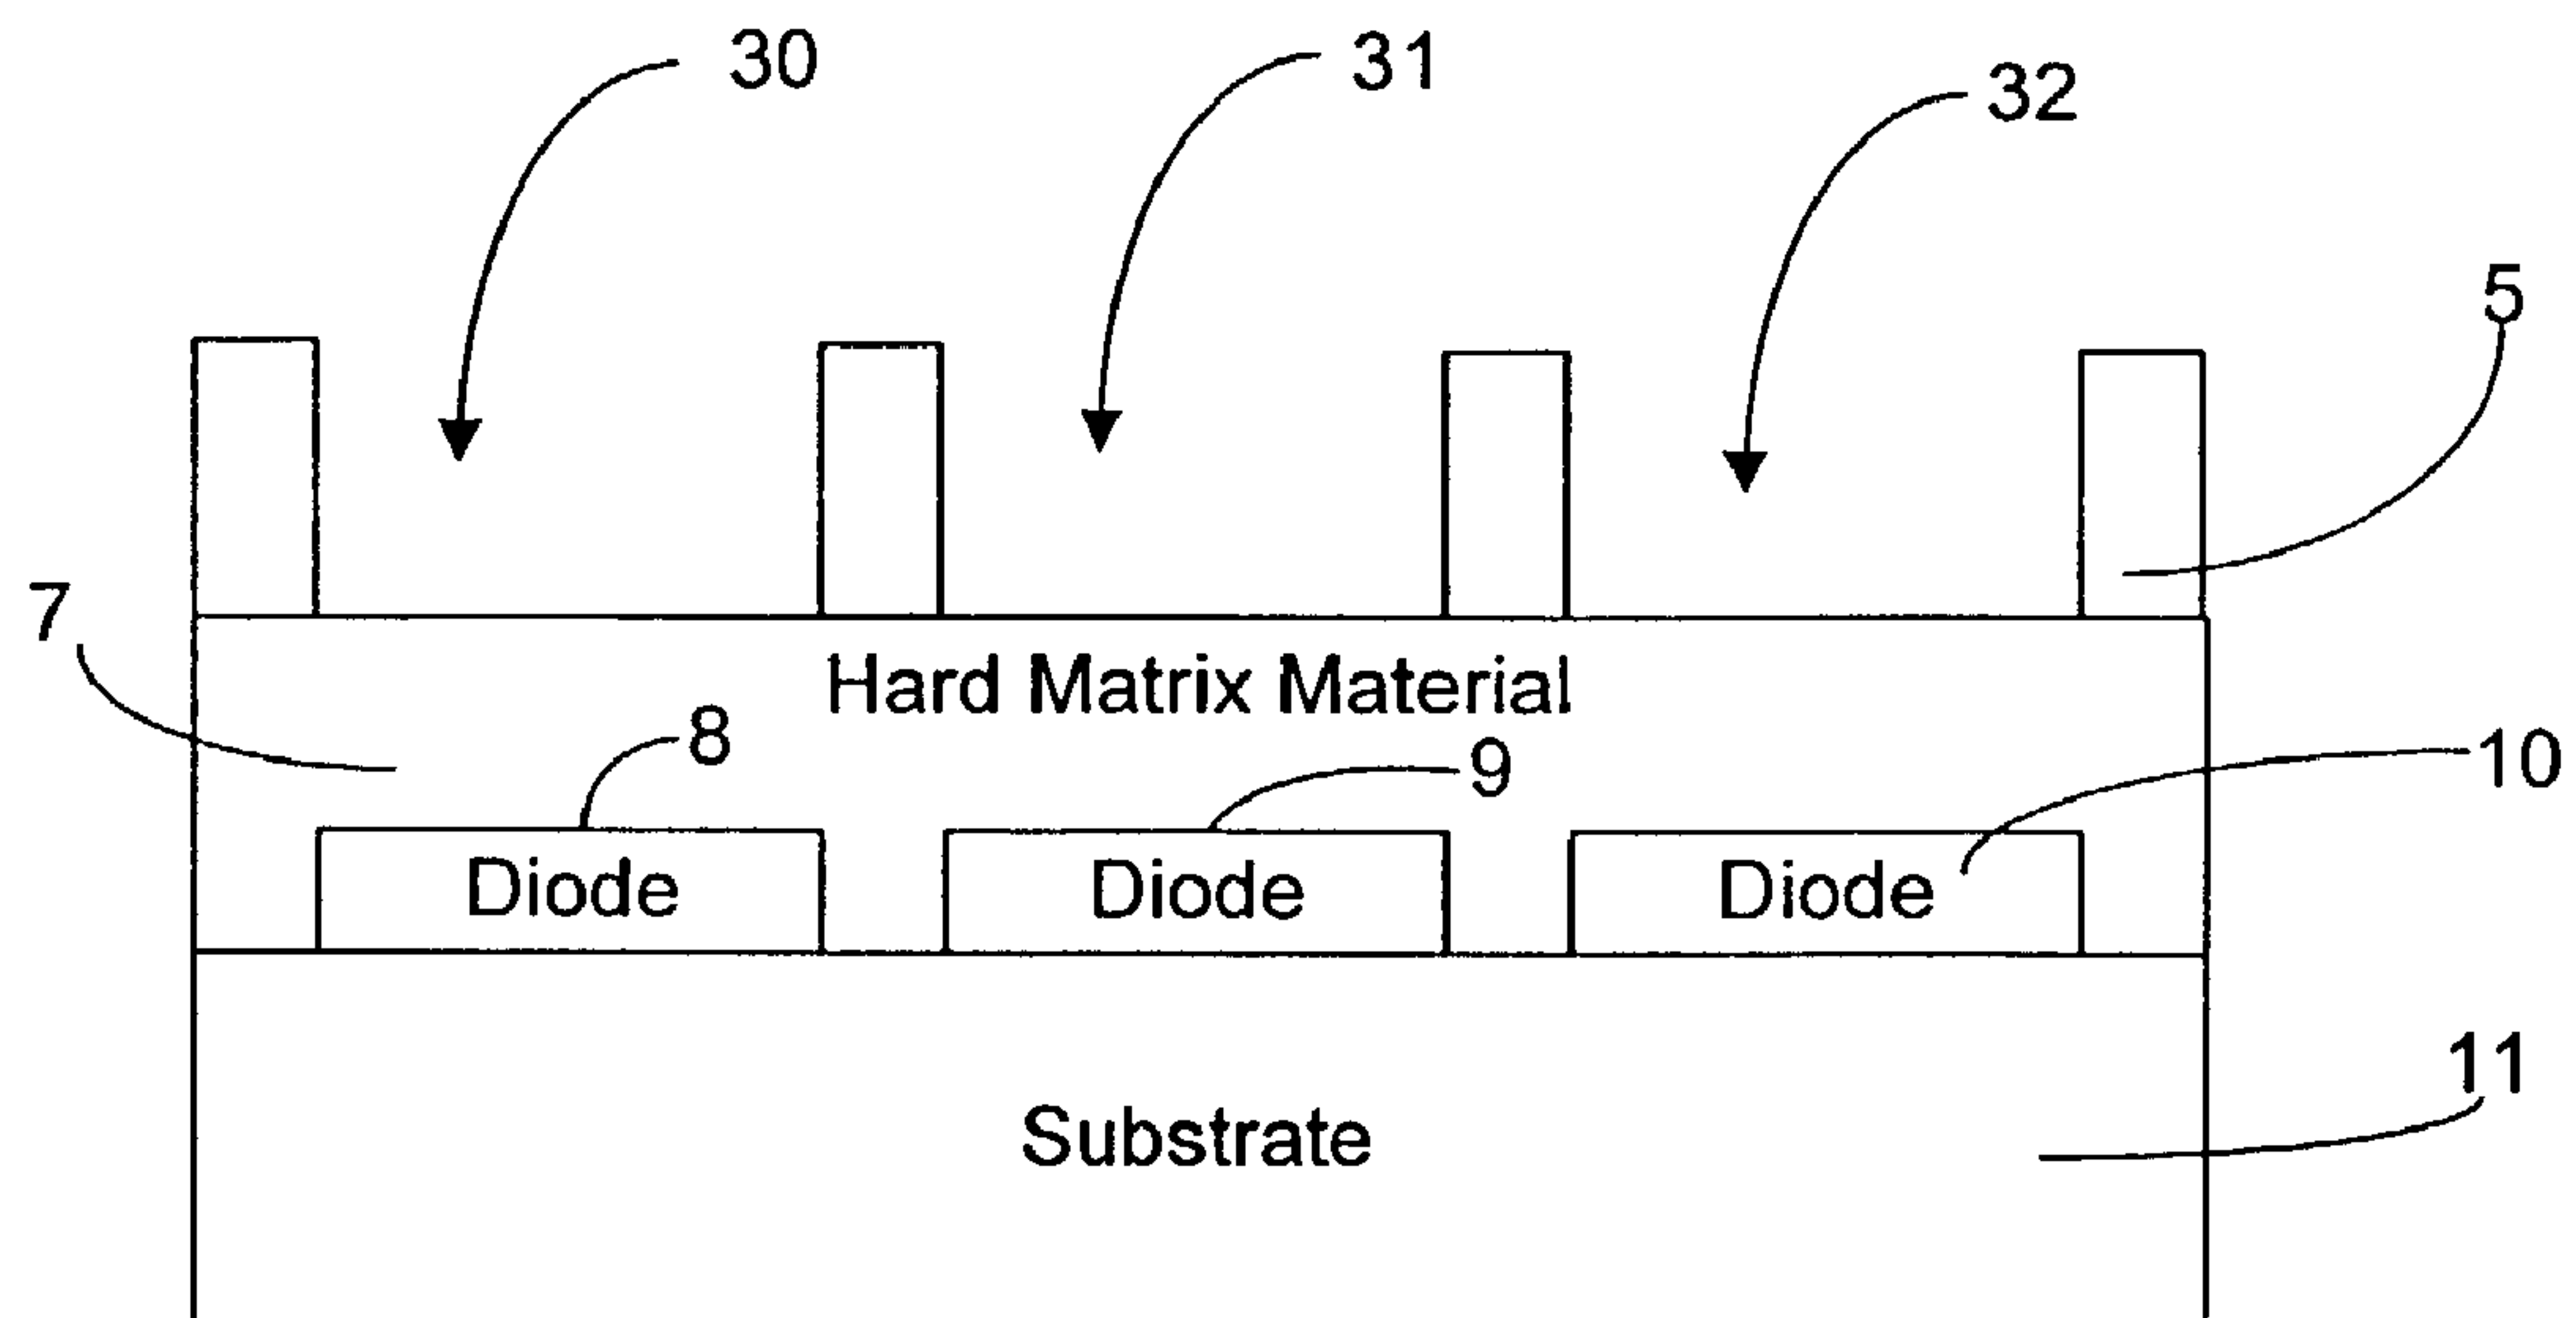 30
31
32
5
7
Hard Matrix Material
8
9
10
Diode
Diode
Diode
11
Substrate